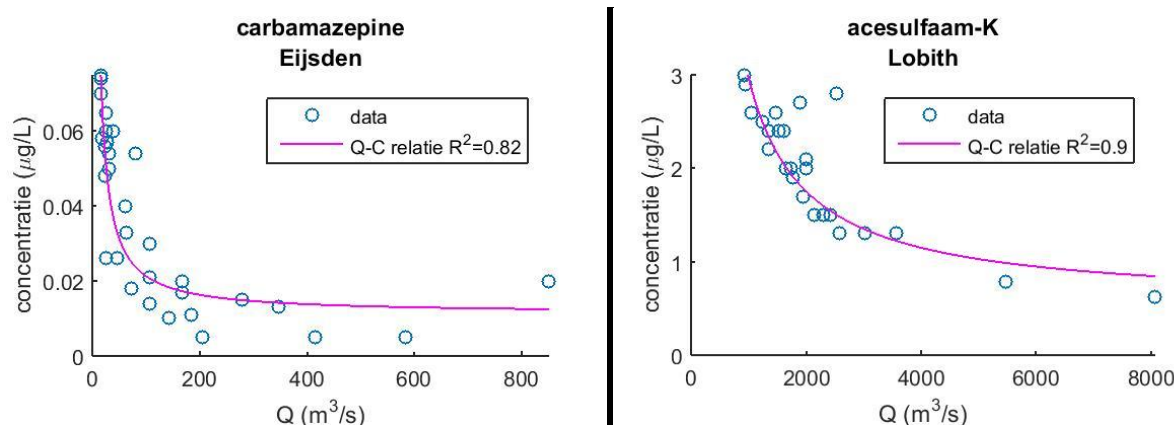 carbamazepine
Eijsden
data
Q-C relatie R²=0.82
concentratie (μg/L)
0.06
0.04
0.02
0
0 200 400 600 800
Q (m³/s)
acesulfaam-K
Lobith
data
Q-C relatie R²=0.9
concentratie (μg/L)
3
2
1
0
0 2000 4000 6000 8000
Q (m³/s)